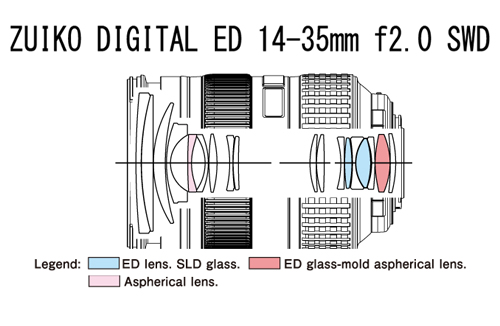 ZUIKO DIGITAL ED 14-35mm f2.0 SWD
Legend: ED lens. SLD glass. ED glass-mold aspherical lens.
Aspherical lens.